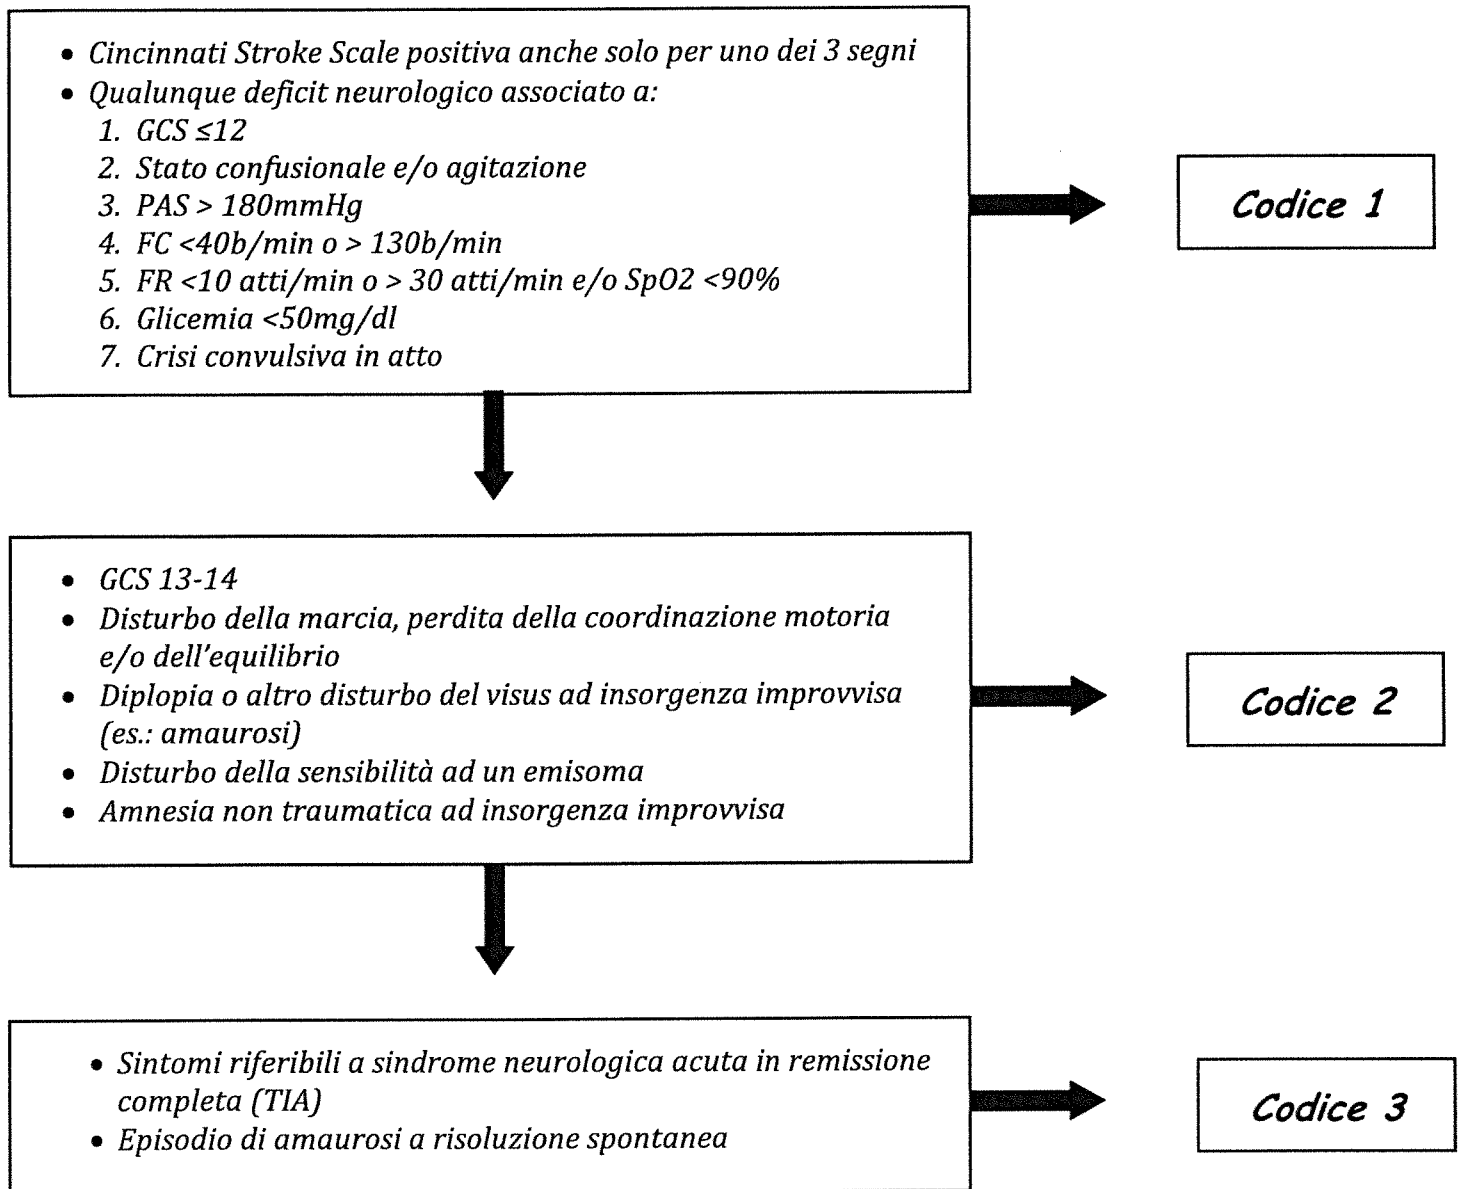 • Cincinnati Stroke Scale positiva anche solo per uno dei 3 segni
• Qualunque deficit neurologico associato a:
1. GCS ≤12
2. Stato confusionale e/o agitazione
3. PAS > 180mmHg
4. FC <40b/min o > 130b/min
5. FR <10 atti/min o > 30 atti/min e/o SpO2 <90%
6. Glicemia <50mg/dl
7. Crisi convulsiva in atto
Codice 1
• GCS 13-14
• Disturbo della marcia, perdita della coordinazione motoria
e/o dell'equilibrio
• Diplopia o altro disturbo del visus ad insorgenza improvvisa
(es.: amaurosi)
• Disturbo della sensibilità ad un emisoma
• Amnesia non traumatica ad insorgenza improvvisa
Codice 2
• Sintomi riferibili a sindrome neurologica acuta in remissione
completa (TIA)
• Episodio di amaurosi a risoluzione spontanea
Codice 3